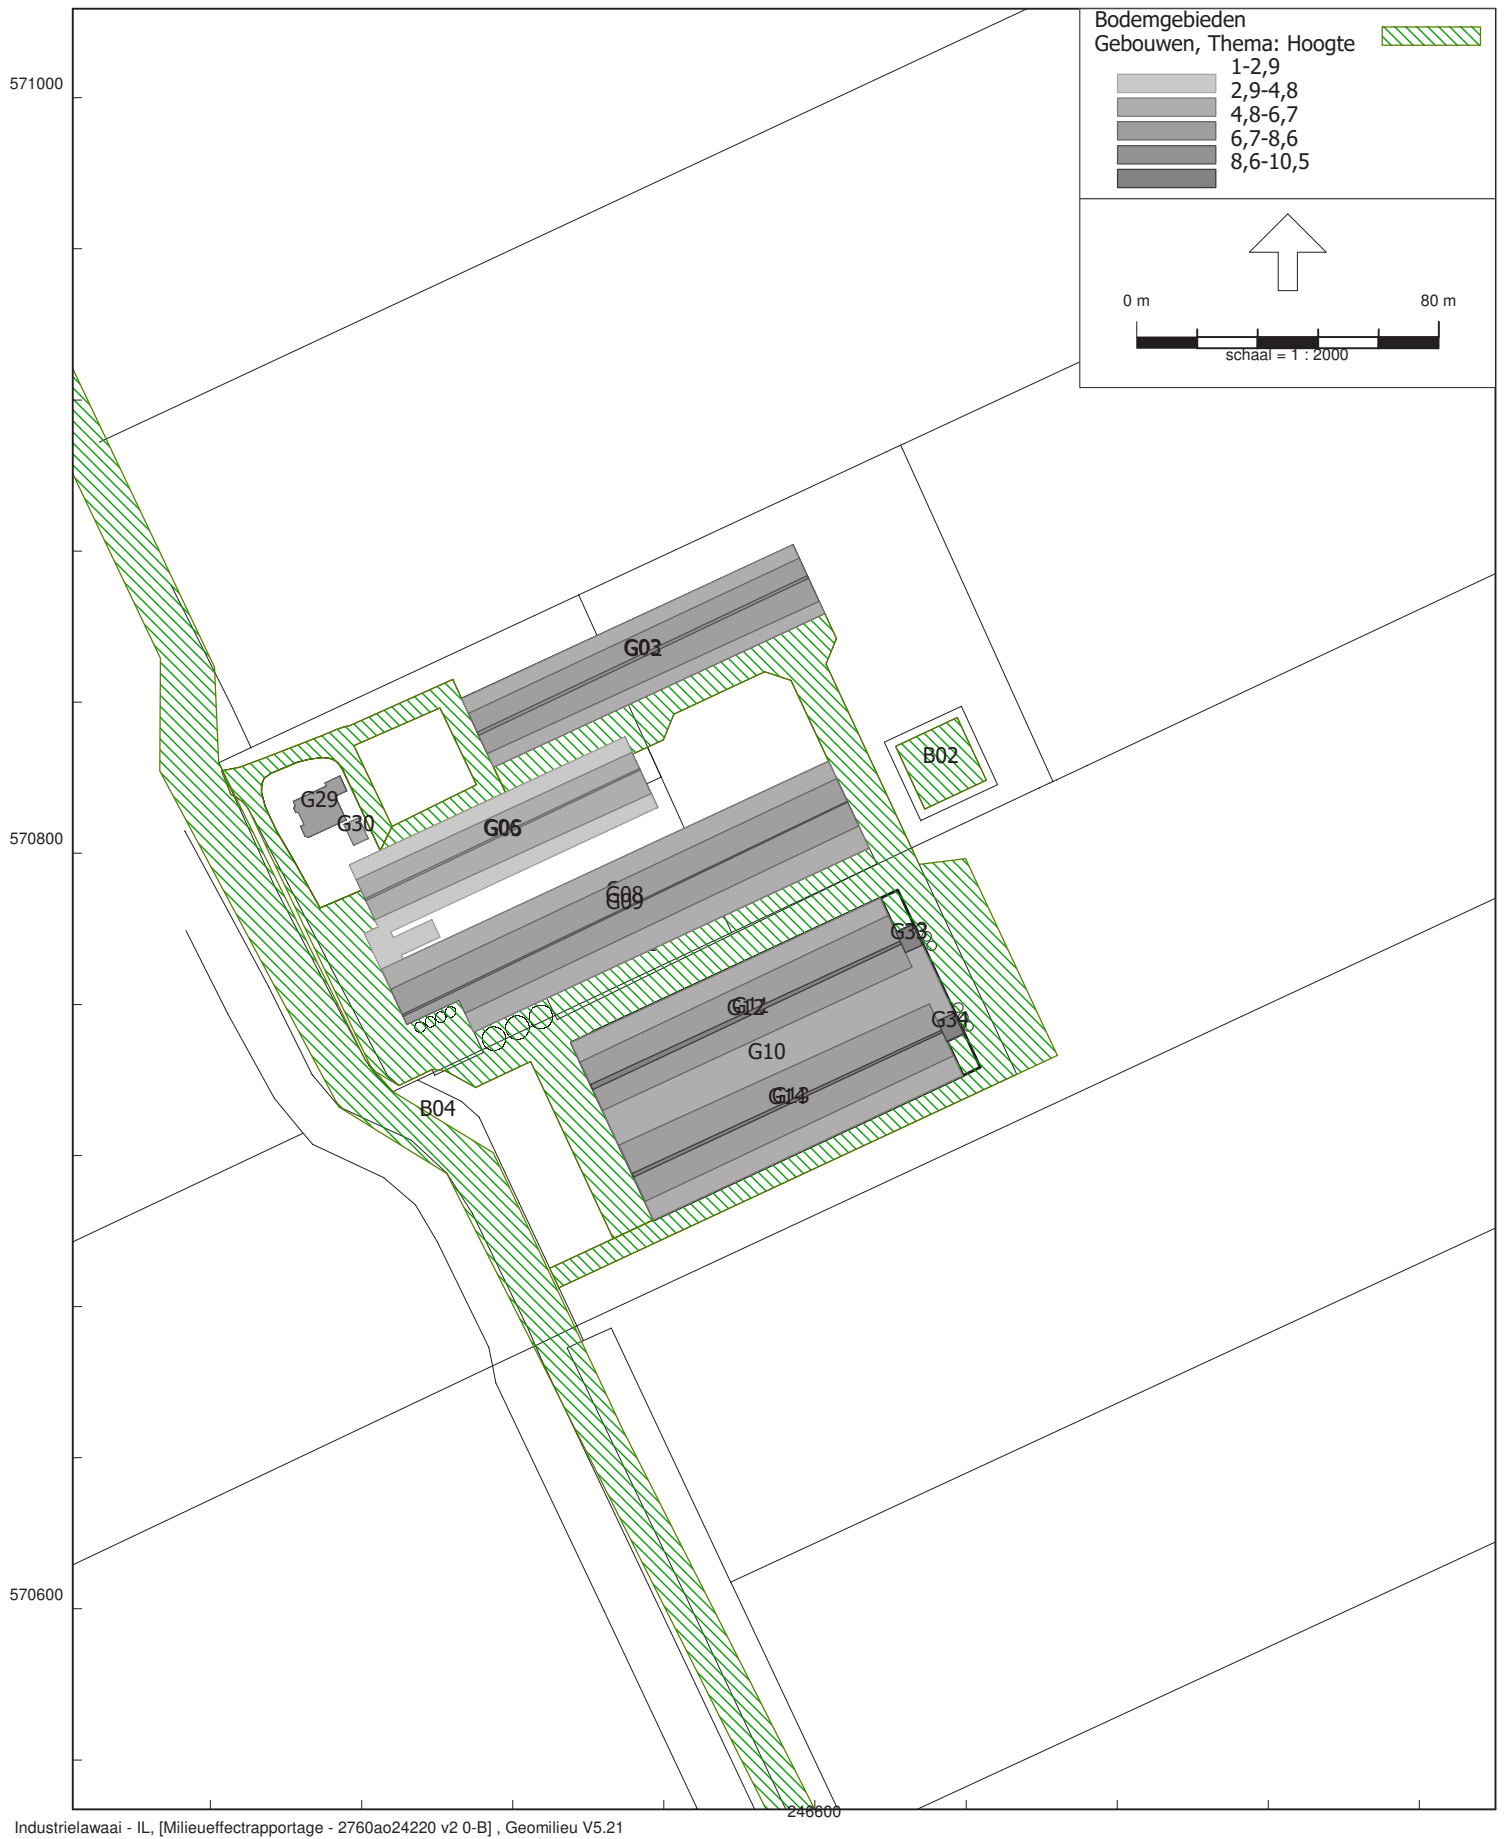 Bodemgebieden
Gebouwen, Thema: Hoogte
1-2,9
2,9-4,8
4,8-6,7
6,7-8,6
8,6-10,5
0 m 80 m
schaal = 1 : 2000
571000
570800
570600
246600
G03
B02
G29
G30
G06
G08
G09
G33
G12
G34
G10
G14
B04
Industrielawaai - IL, [Milieueffectrapportage - 2760ao24220 v2 0-B] , Geomilieu V5.21